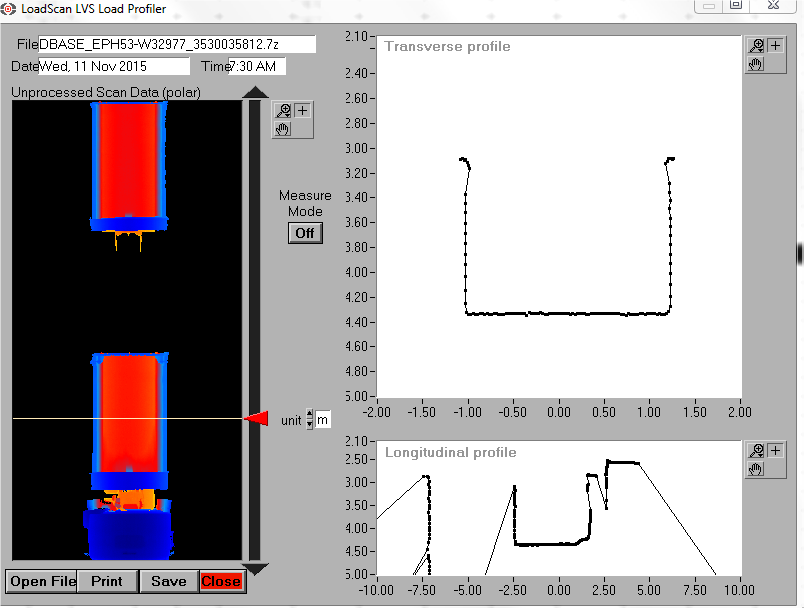 LoadScan LVS Load Profiler
File DBASE_EPH53-W32977_3530035812.7z
Date Wed, 11 Nov 2015 Time 7:30 AM
Unprocessed Scan Data (polar)
Measure
Mode
Off
unit m
Open File Print Save Close
Transverse profile
2.10
2.40
2.60
2.80
3.00
3.20
3.40
3.60
3.80
4.00
4.20
4.40
4.60
4.80
5.00
-2.00 -1.50 -1.00 -0.50 0.00 0.50 1.00 1.50 2.00
Longitudinal profile
2.10
2.50
3.00
3.50
4.00
4.50
5.00
-10.00 -7.50 -5.00 -2.50 0.00 2.50 5.00 7.50 10.00